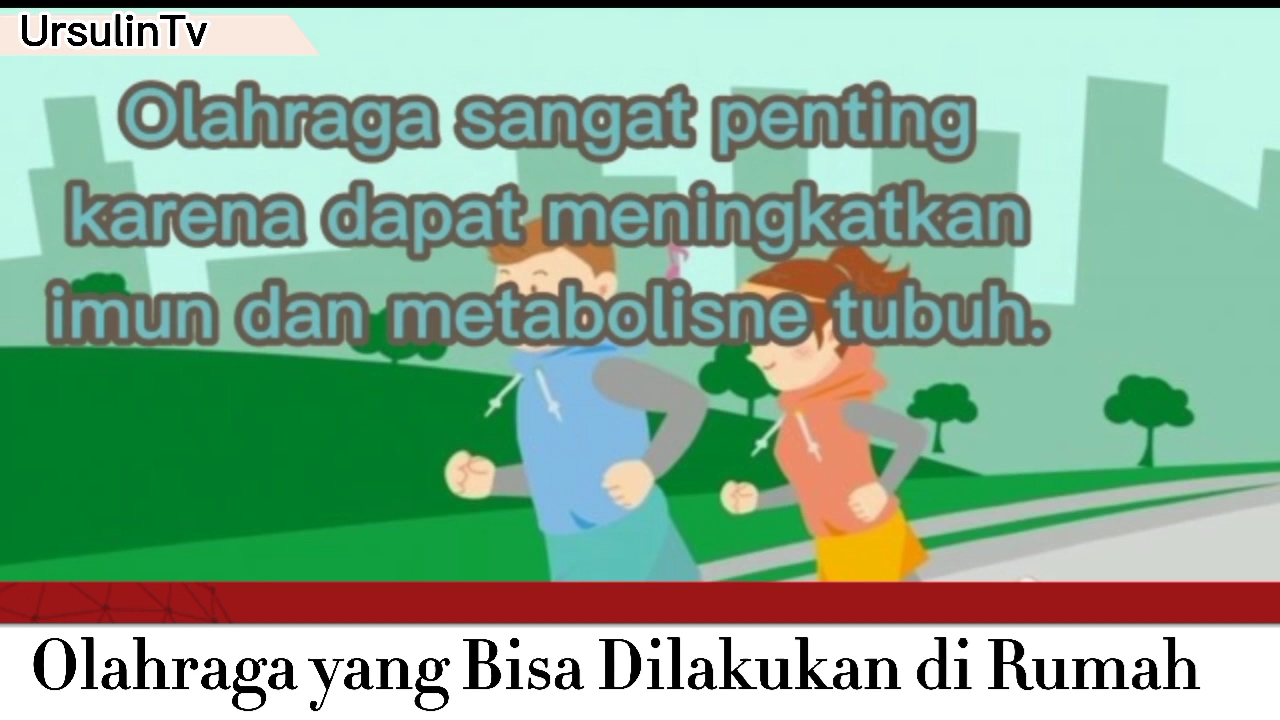 UrsulinTv
Olahraga sangat penting
karena dapat meningkatkan
imun dan metabolisne tubuh.
Olahraga yang Bisa Dilakukan di Rumah